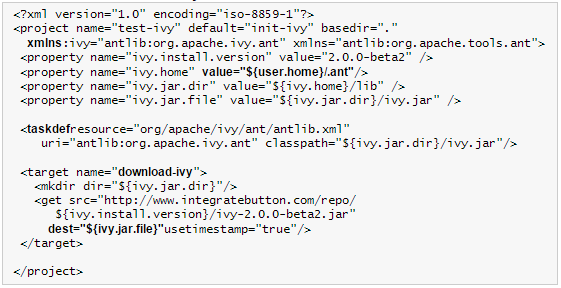 <?xml version="1.0" encoding="iso-8859-1"?>
<project name="test-ivy" default="init-ivy" basedir="."
xmlns:ivy="antlib:org.apache.ivy.ant" xmlns="antlib:org.apache.tools.ant">
<property name="ivy.install.version" value="2.0.0-beta2" />
<property name="ivy.home" value="${user.home}/.ant"/>
<property name="ivy.jar.dir" value="${ivy.home}/lib" />
<property name="ivy.jar.file" value="${ivy.jar.dir}/ivy.jar" />
<taskdefresource="org/apache/ivy/ant/antlib.xml"
uri="antlib:org.apache.ivy.ant" classpath="${ivy.jar.dir}/ivy.jar"/>
<target name="download-ivy">
<mkdir dir="${ivy.jar.dir}"/>
<get src="http://www.integratebutton.com/repo/
${ivy.install.version}/ivy-2.0.0-beta2.jar"
dest="${ivy.jar.file}"usetimestamp="true"/>
</target>
</project>